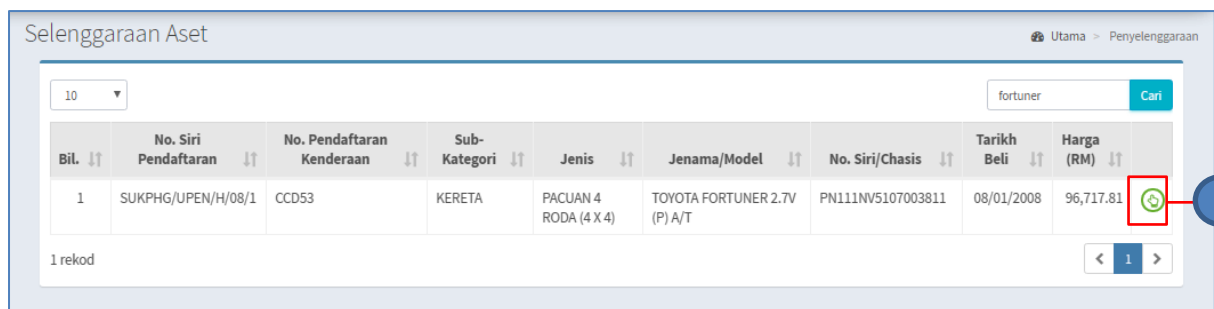 Selenggaraan Aset
Utama > Penyelenggaraan
10
fortuner Cari
Bil. No. Siri Pendaftaran No. Pendaftaran Kenderaan Sub-Kategori Jenis Jenama/Model No. Siri/Chasis Tarikh Beli Harga (RM)
1 SUKPHG/UPEN/H/08/1 CCD53 KERETA PACUAN 4 RODA (4 X 4) TOYOTA FORTUNER 2.7V (P) A/T PN111NV5107003811 08/01/2008 96,717.81
1 rekod
< 1 >